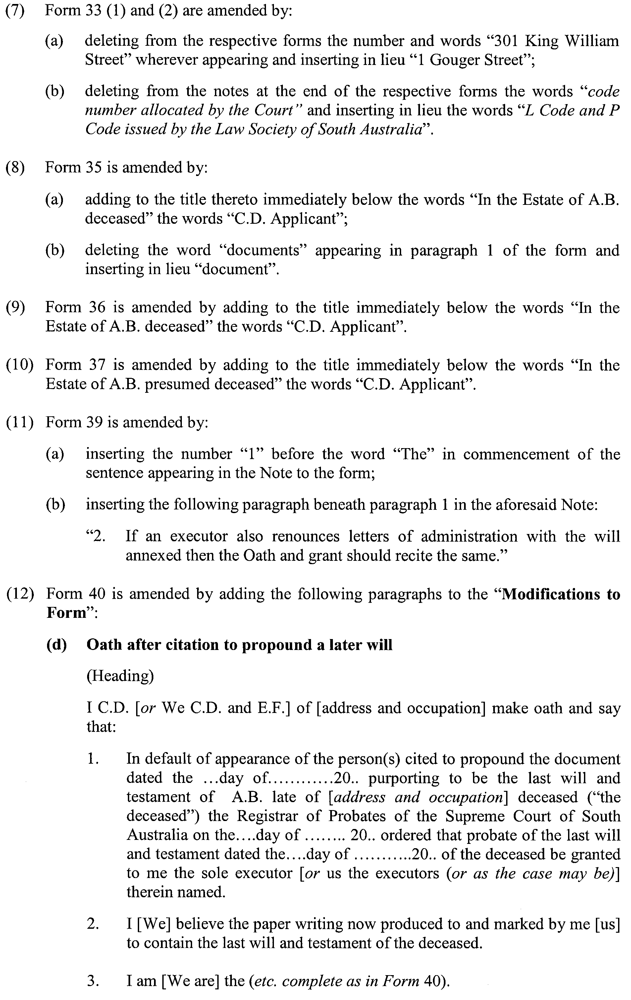 (7) Form 33 (1) and (2) are amended by:
(a) deleting from the respective forms the number and words “301 King William
Street” wherever appearing and inserting in lieu “1 Gouger Street”;
(b) deleting from the notes at the end of the respective forms the words “code
number allocated by the Court” and inserting in lieu the words “L Code and P
Code issued by the Law Society of South Australia”.
(8) Form 35 is amended by:
(a) adding to the title thereto immediately below the words “In the Estate of A.B.
deceased” the words “C.D. Applicant”;
(b) deleting the word “documents” appearing in paragraph 1 of the form and
inserting in lieu “document”.
(9) Form 36 is amended by adding to the title immediately below the words “In the
Estate of A.B. deceased” the words “C.D. Applicant”.
(10) Form 37 is amended by adding to the title immediately below the words “In the
Estate of A.B. presumed deceased” the words “C.D. Applicant”.
(11) Form 39 is amended by:
(a) inserting the number “1” before the word “The” in commencement of the
sentence appearing in the Note to the form;
(b) inserting the following paragraph beneath paragraph 1 in the aforesaid Note:
“2. If an executor also renounces letters of administration with the will
annexed then the Oath and grant should recite the same.”
(12) Form 40 is amended by adding the following paragraphs to the “Modifications to
Form”:
(d) Oath after citation to propound a later will
(Heading)
I C.D. [or We C.D. and E.F.] of [address and occupation] make oath and say
that:
1. In default of appearance of the person(s) cited to propound the document
dated the ...day of.............20.. purporting to be the last will and
testament of A.B. late of [address and occupation] deceased (“the
deceased”) the Registrar of Probates of the Supreme Court of South
Australia on the....day of ........ 20.. ordered that probate of the last will
and testament dated the....day of ...........20.. of the deceased be granted
to me the sole executor [or us the executors (or as the case may be)]
therein named.
2. I [We] believe the paper writing now produced to and marked by me [us]
to contain the last will and testament of the deceased.
3. I am [We are] the (etc. complete as in Form 40).